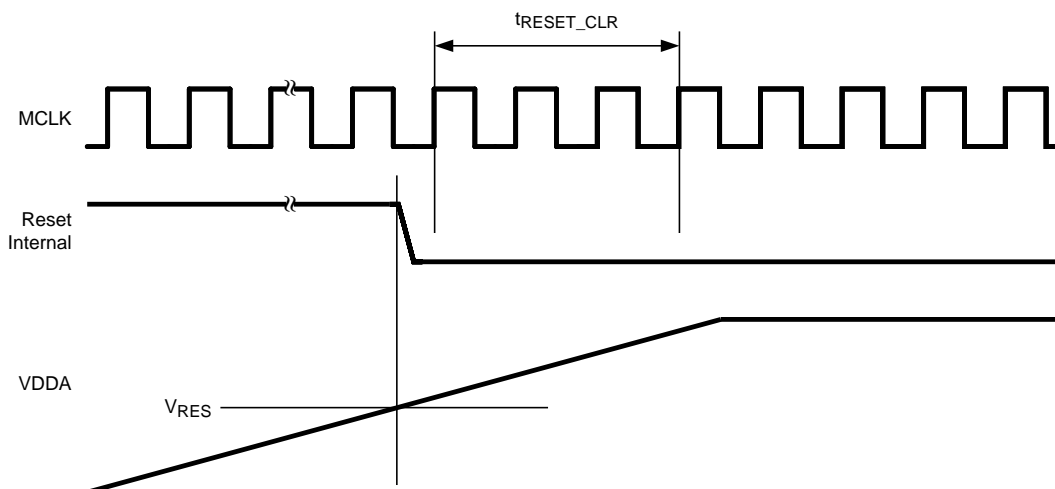 tRESET_CLR
MCLK
Reset
Internal
VDDA
VRES